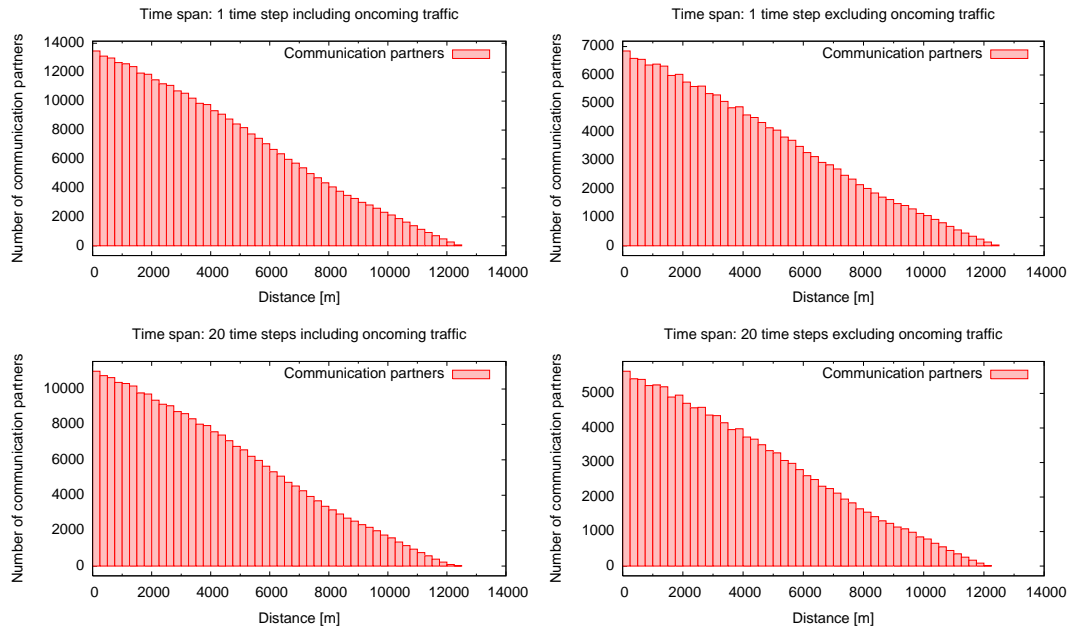 Time span: 1 time step including oncoming traffic
Number of communication partners
14000
12000
10000
8000
6000
4000
2000
0
Communication partners
0 2000 4000 6000 8000 10000 12000 14000
Distance [m]
Time span: 1 time step excluding oncoming traffic
Number of communication partners
7000
6000
5000
4000
3000
2000
1000
0
Communication partners
0 2000 4000 6000 8000 10000 12000 14000
Distance [m]
Time span: 20 time steps including oncoming traffic
Number of communication partners
10000
8000
6000
4000
2000
0
Communication partners
0 2000 4000 6000 8000 10000 12000 14000
Distance [m]
Time span: 20 time steps excluding oncoming traffic
Number of communication partners
5000
4000
3000
2000
1000
0
Communication partners
0 2000 4000 6000 8000 10000 12000 14000
Distance [m]